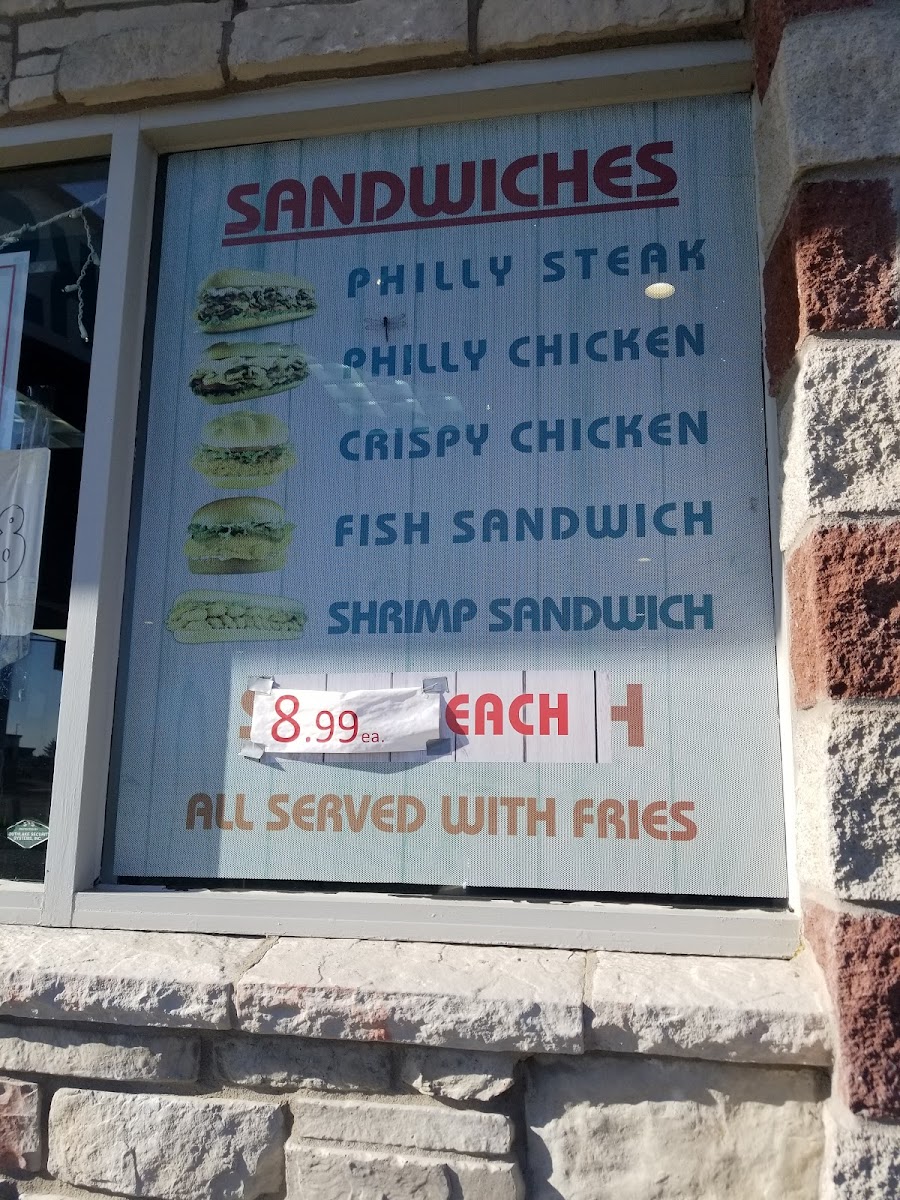 SANDWICHES
PHILLY STEAK
PHILLY CHICKEN
CRISPY CHICKEN
FISH SANDWICH
SHRIMP SANDWICH
8.99 ea. EACH
ALL SERVED WITH FRIES